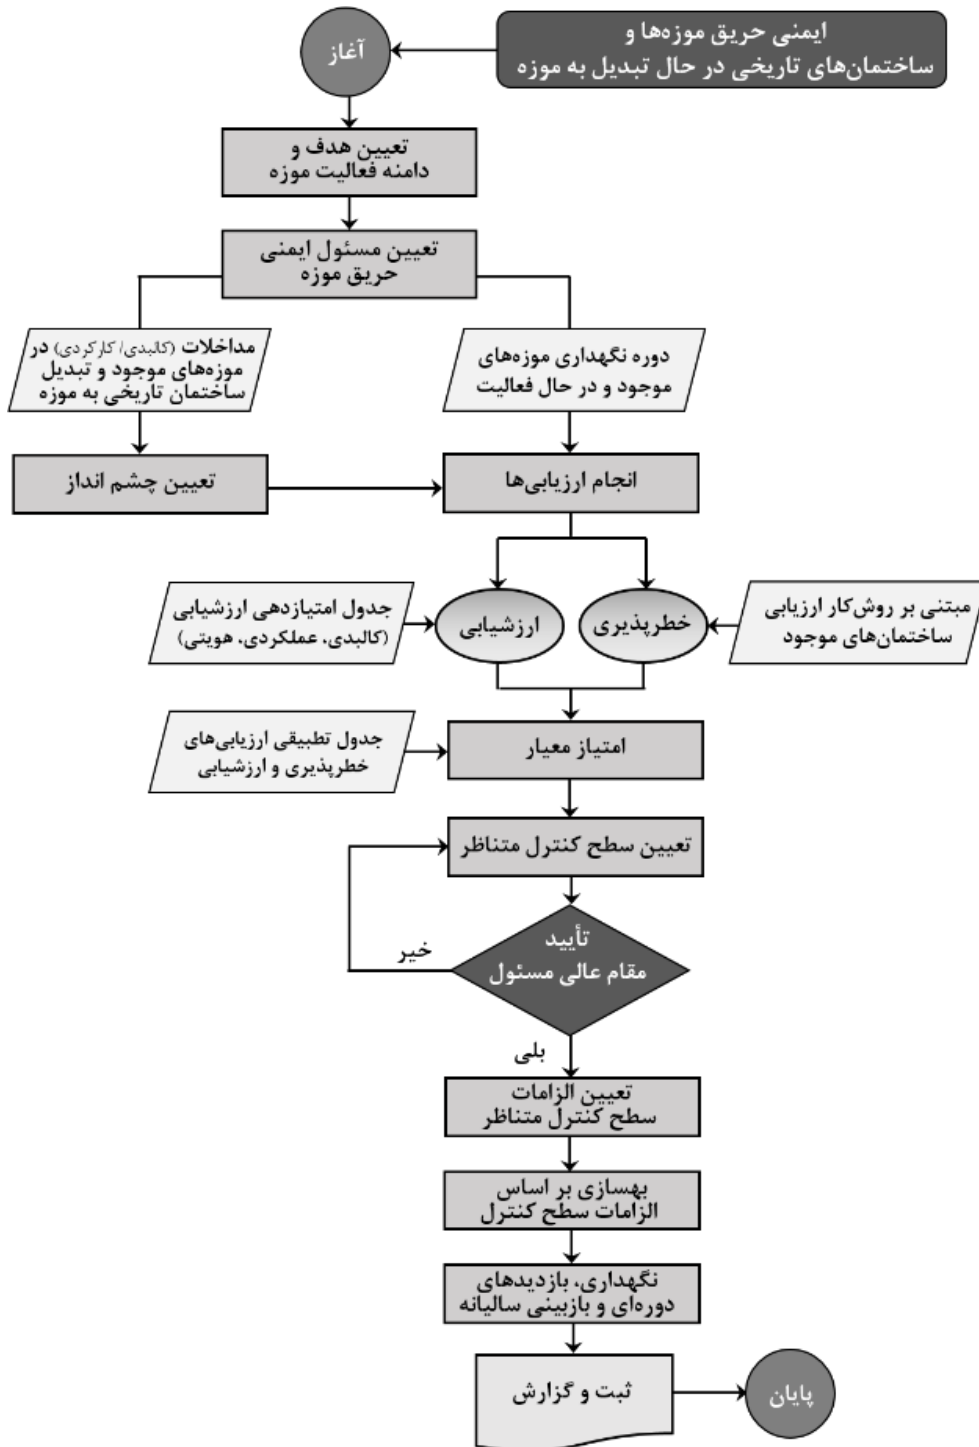 ایمنی حریق موزه‌ها و
ساختمان‌های تاریخی در حال تبدیل به موزه
آغاز
تعیین هدف و
دامنه فعالیت موزه
تعیین مسئول ایمنی
حریق موزه
دوره نگهداری موزه‌های
موجود و در حال فعالیت
مداخلات (کالبدی/ کارکردی) در
موزه‌های موجود و تبدیل
ساختمان تاریخی به موزه
انجام ارزیابی‌ها
تعیین چشم انداز
مبتنی بر روش‌کار ارزیابی
ساختمان‌های موجود
خطرپذیری
ارزشیابی
جدول امتیازدهی ارزشیابی
(کالبدی، عملکردی، هویتی)
امتیاز معیار
جدول تطبیقی ارزیابی‌های
خطرپذیری و ارزشیابی
تعیین سطح کنترل متناظر
تأیید
مقام عالی مسئول
خیر
بلی
تعیین الزامات
سطح کنترل متناظر
بهسازی بر اساس
الزامات سطح کنترل
نگهداری، بازدیدهای
دوره‌ای و بازبینی سالیانه
ثبت و گزارش
پایان